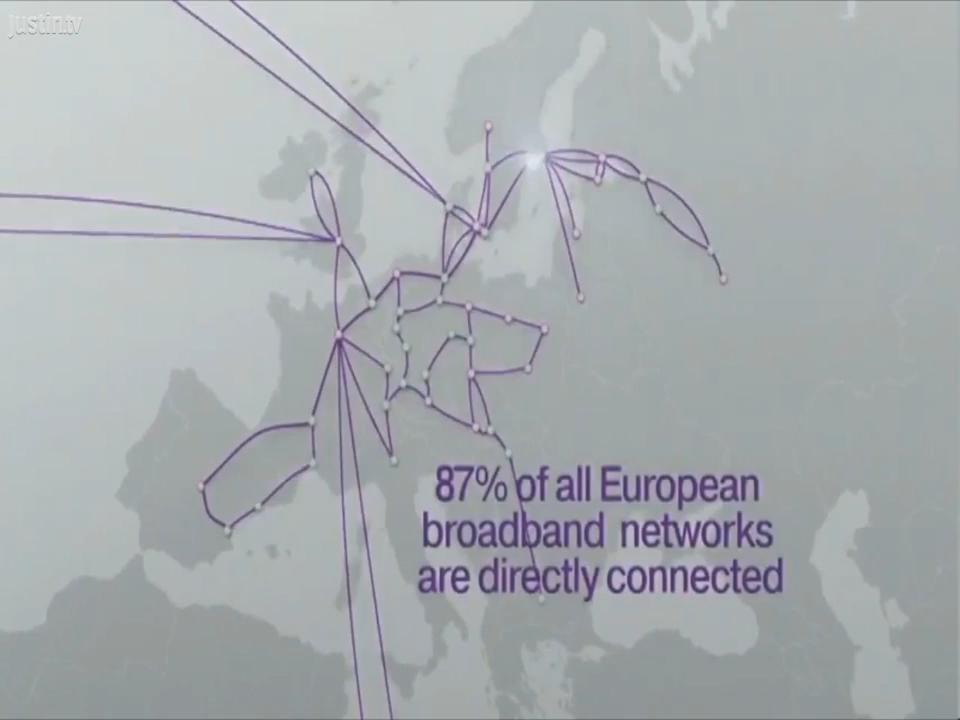 Justin.tv
87% of all European
broadband networks
are directly connected